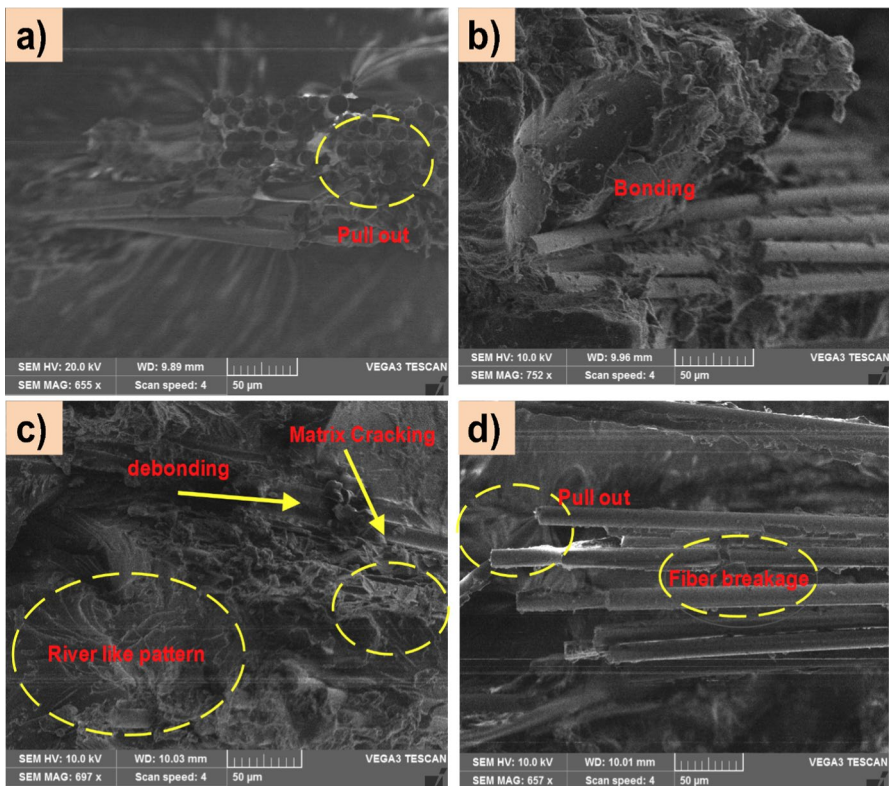 a)
Pull out
SEM HV: 20.0 kV WD: 9.89 mm VEGA3 TESCAN
SEM MAG: 655 x Scan speed: 4 50 µm
b)
Bonding
SEM HV: 10.0 kV WD: 9.96 mm VEGA3 TESCAN
SEM MAG: 752 x Scan speed: 4 50 µm
c)
Matrix Cracking
debonding
River like pattern
SEM HV: 10.0 kV WD: 10.03 mm VEGA3 TESCAN
SEM MAG: 697 x Scan speed: 4 50 µm
d)
Pull out
Fiber breakage
SEM HV: 10.0 kV WD: 10.01 mm VEGA3 TESCAN
SEM MAG: 657 x Scan speed: 4 50 µm